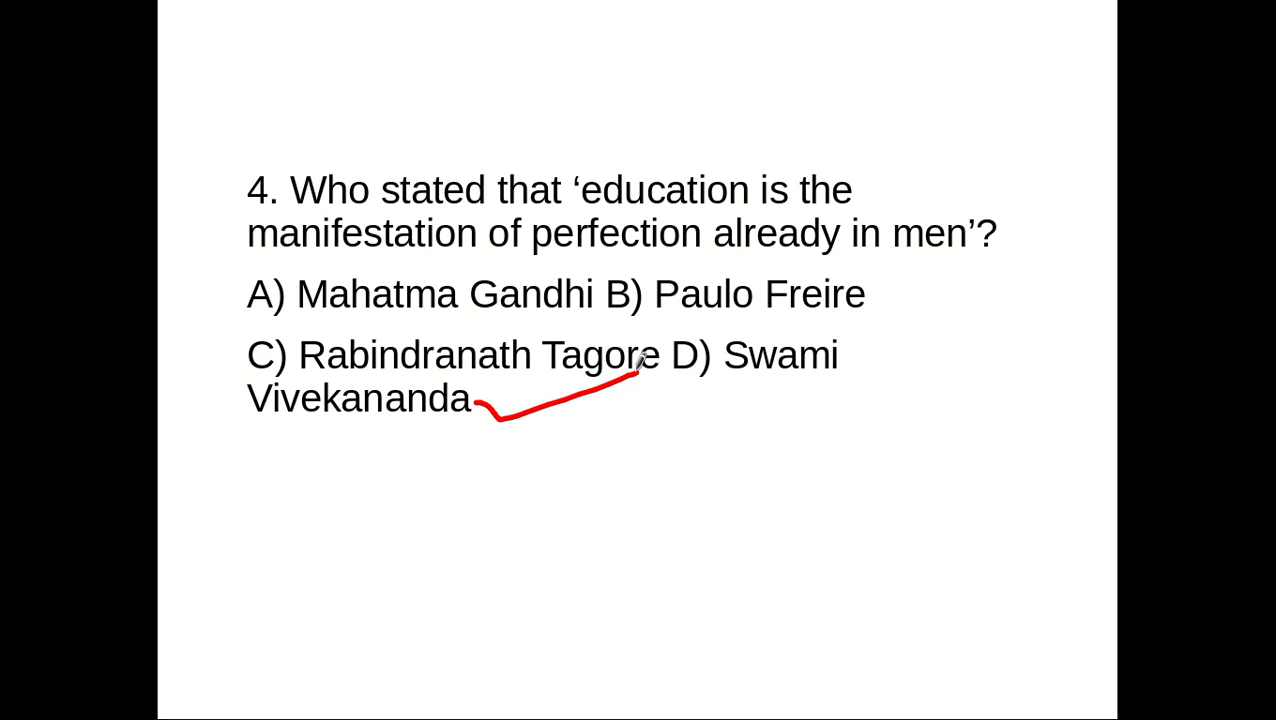 4. Who stated that ‘education is the
manifestation of perfection already in men’?
A) Mahatma Gandhi B) Paulo Freire
C) Rabindranath Tagore D) Swami
Vivekananda